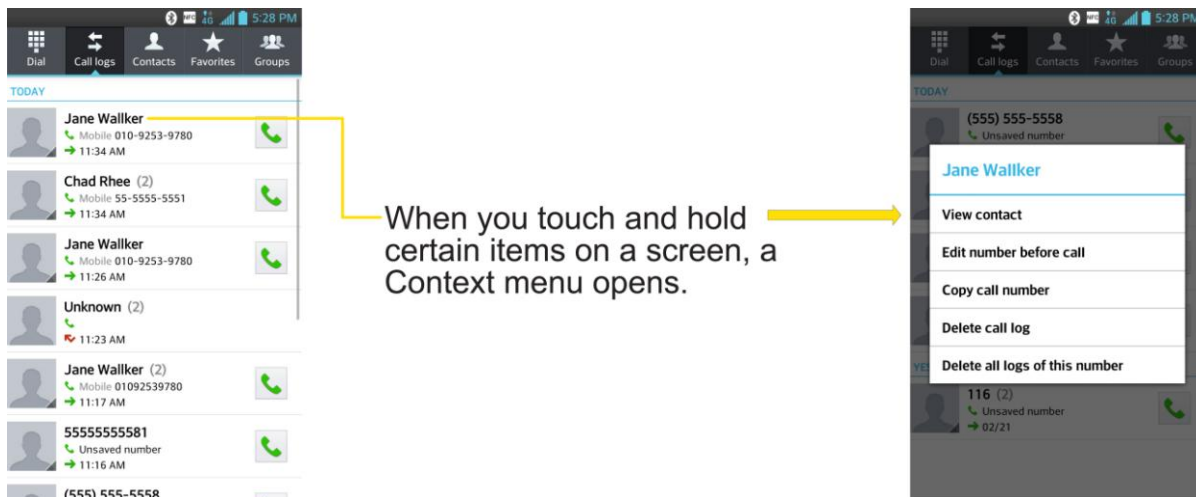 NFC 4G 5:28 PM
Dial Call logs Contacts Favorites Groups
TODAY
Jane Wallker
Mobile 010-9253-9780
11:34 AM
Chad Rhee (2)
Mobile 55-5555-5551
11:34 AM
Jane Wallker
Mobile 010-9253-9780
11:26 AM
Unknown (2)
11:23 AM
Jane Wallker (2)
Mobile 01092539780
11:17 AM
55555555581
Unsaved number
11:16 AM
(555) 555-5558
When you touch and hold
certain items on a screen, a
Context menu opens.
NFC 4G 5:28 PM
Dial Call logs Contacts Favorites Groups
TODAY
(555) 555-5558
Unsaved number
Jane Wallker
View contact
Edit number before call
Copy call number
Delete call log
Delete all logs of this number
YES
116 (2)
Unsaved number
02/21